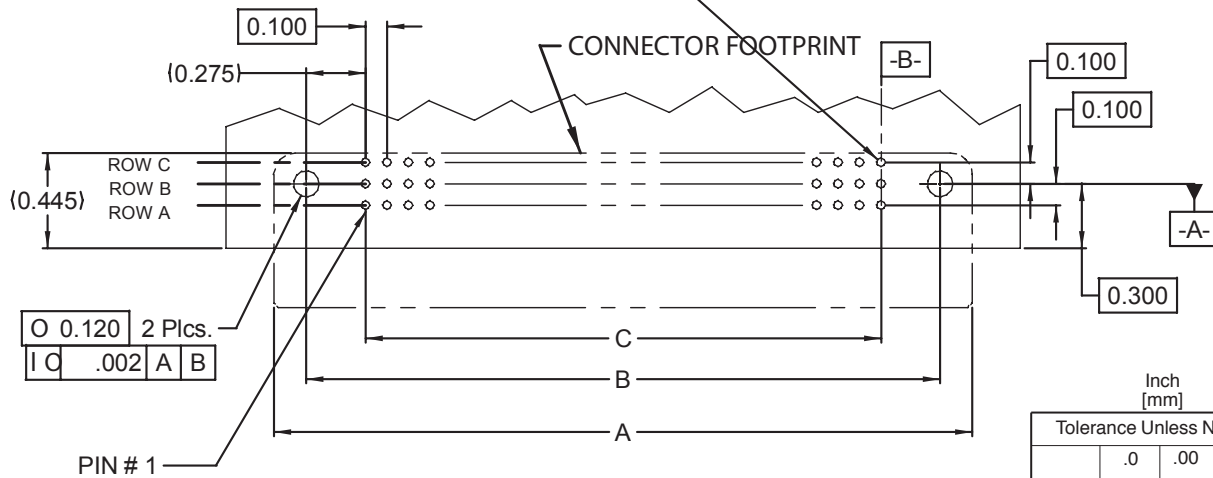 0.100
CONNECTOR FOOTPRINT
-B-
0.100
(0.275)
0.100
ROW C
ROW B
(0.445)
ROW A
-A-
0.300
O 0.120 2 Plcs.
I O .002 A B
C
B
A
Inch
[mm]
Tolerance Unless N
.0 .00
PIN # 1